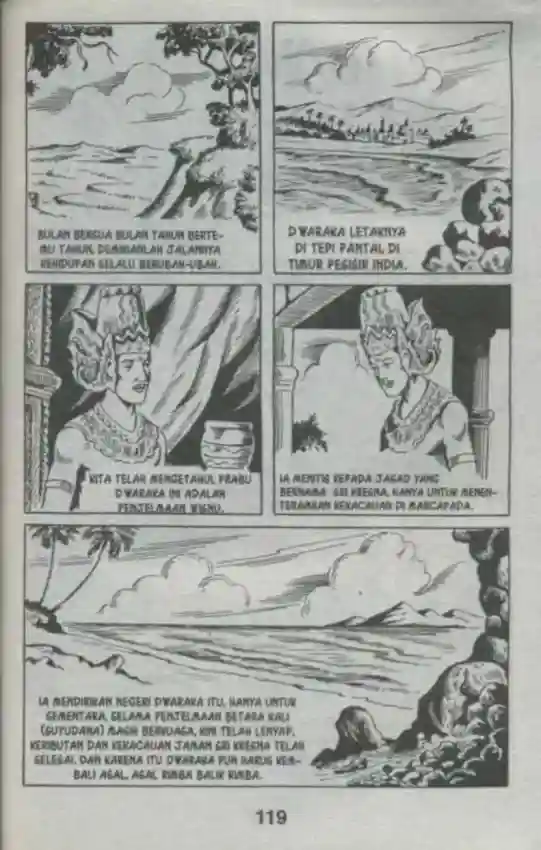 BULAN BERGUA BULAN TAHUN BERTE-
MU TAHUN, DEMIKIANLAH JALANNYA
KEHIDUPAN SELALU BERUBAH-UBAH.
DWARAKA LETAKNYA
DI TEPI PANTAI, DI
TIMUR PESISIR INDIA.
KITA TELAH MENGETAHUI, PRABU
DWARAKA INI ADALAH
PENJELMAAN WISNU.
IA MENITIS KEPADA JAGAD YANG
BERNAMA SRI KRESNA, HANYA UNTUK MENEN-
TERAMKAN KEKACAUAN DI MARCAPADA.
IA MENDIRIKAN NEGERI DWARAKA ITU, HANYA UNTUK
SEMENTARA, SELAMA PENJELMAAN BETARA KALI
(SUYUDANA) MASIH BERKUASA, KINI TELAH LENYAP.
KERIBUTAN DAN KEKACAUAN JAMAN SRI KRESNA TELAH
SELESAI, DAN KARENA ITU DWARAKA PUN HARUS KEM-
BALI ASAL, ASAL RIMBA BALIK RIMBA.
119